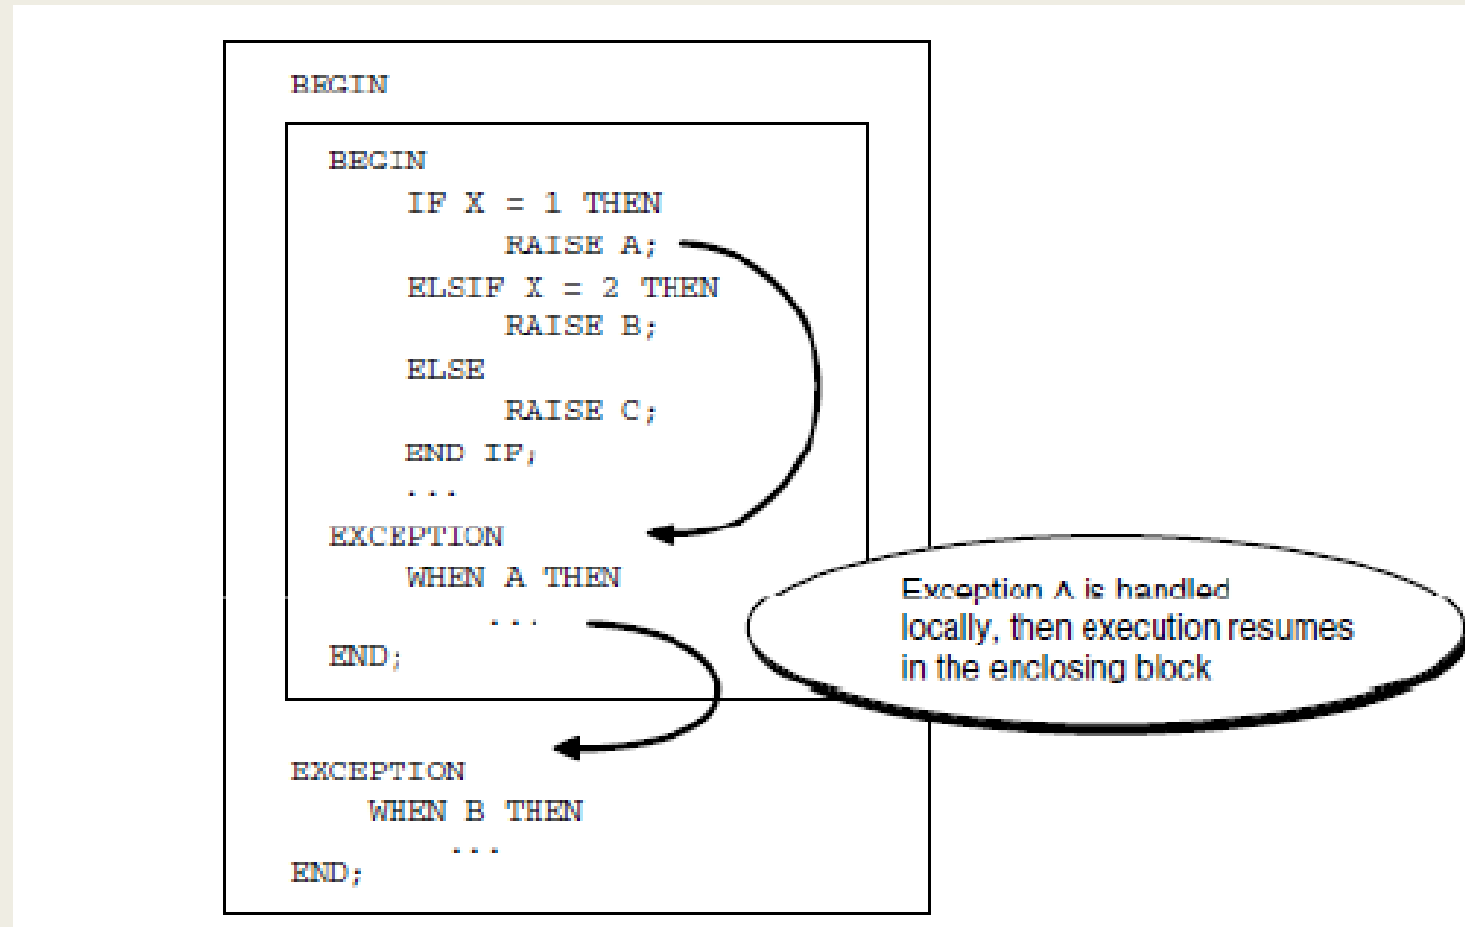 BEGIN
BEGIN
IF X = 1 THEN
RAISE A;
ELSIF X = 2 THEN
RAISE B;
ELSE
RAISE C;
END IF;
...
EXCEPTION
WHEN A THEN
...
END;
Exception A is handled
locally, then execution resumes
in the enclosing block
EXCEPTION
WHEN B THEN
...
END;